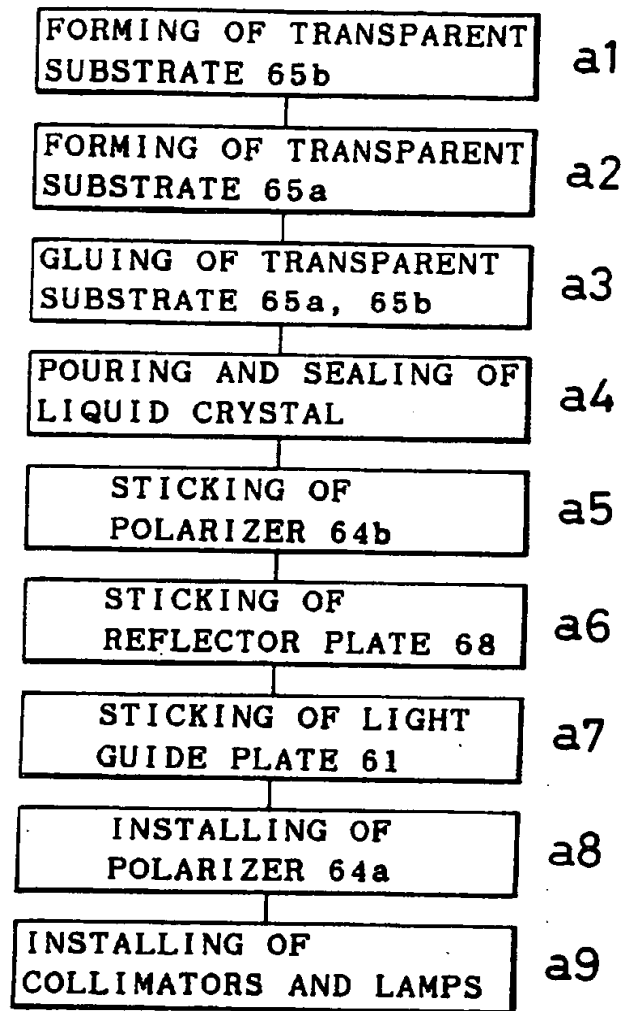 FORMING OF TRANSPARENT
SUBSTRATE 65b
a1
FORMING OF TRANSPARENT
SUBSTRATE 65a
a2
GLUING OF TRANSPARENT
SUBSTRATE 65a, 65b
a3
POURING AND SEALING OF
LIQUID CRYSTAL
a4
STICKING OF
POLARIZER 64b
a5
STICKING OF
REFLECTOR PLATE 68
a6
STICKING OF LIGHT
GUIDE PLATE 61
a7
INSTALLING OF
POLARIZER 64a
a8
INSTALLING OF
COLLIMATORS AND LAMPS
a9